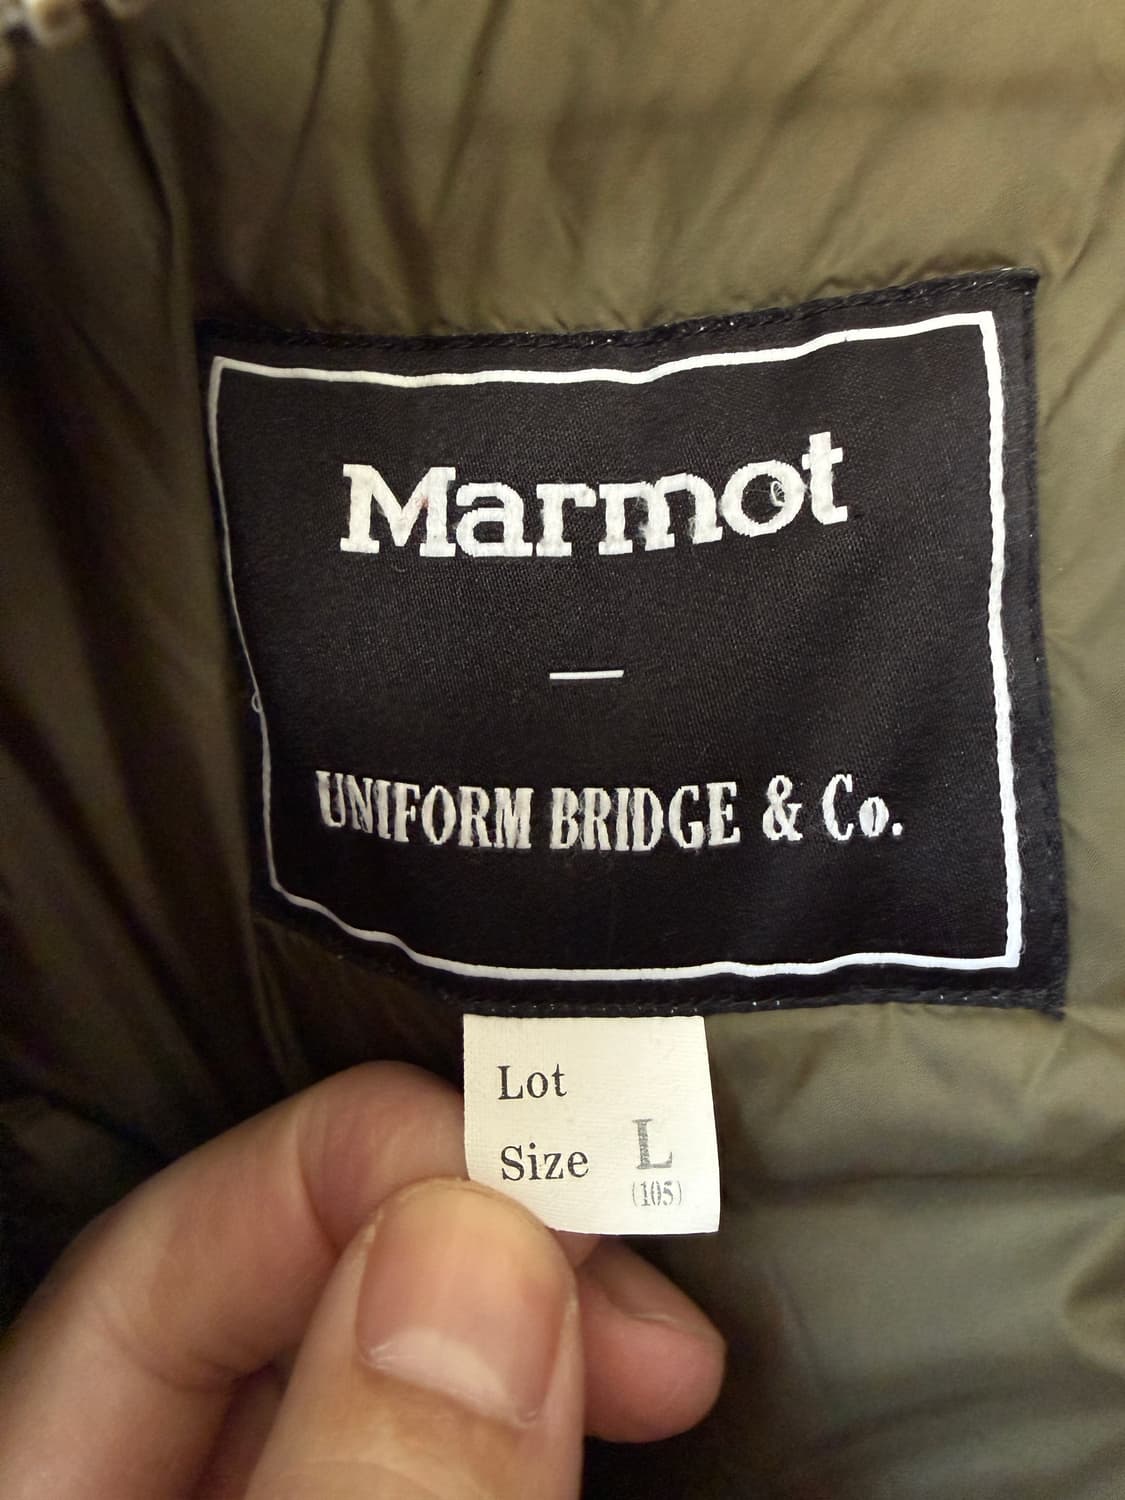 Marmot
—
UNIFORM BRIDGE & Co.
Lot
Size L
(105)